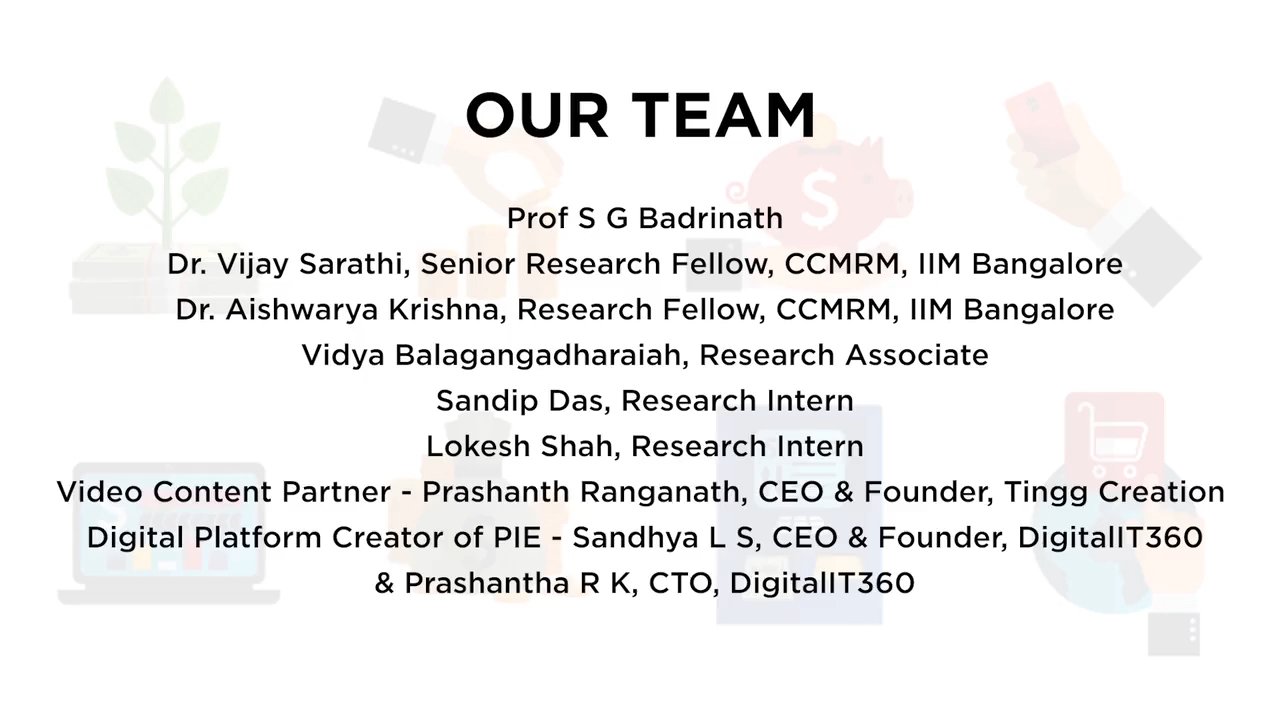 OUR TEAM
Prof S G Badrinath
Dr. Vijay Sarathi, Senior Research Fellow, CCMRM, IIM Bangalore
Dr. Aishwarya Krishna, Research Fellow, CCMRM, IIM Bangalore
Vidya Balagangadharaiah, Research Associate
Sandip Das, Research Intern
Lokesh Shah, Research Intern
Video Content Partner - Prashanth Ranganath, CEO & Founder, Tingg Creation
Digital Platform Creator of PIE - Sandhya L S, CEO & Founder, DigitalIT360
& Prashantha R K, CTO, DigitalIT360